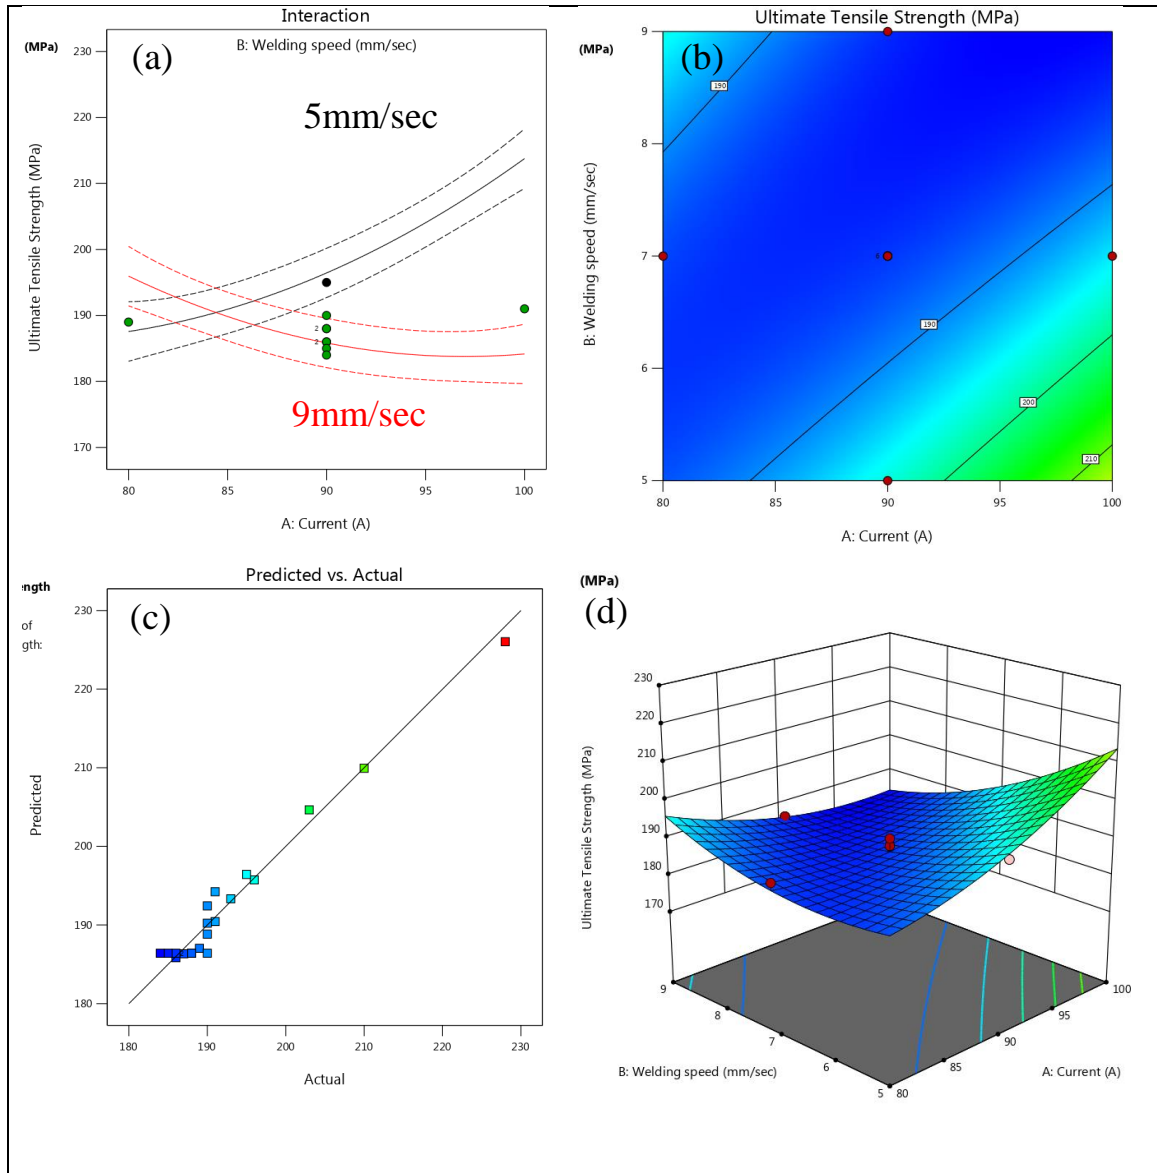 Interaction
(MPa)
B: Welding speed (mm/sec)
(a)
5mm/sec
9mm/sec
230
220
210
200
190
180
170
2
2
Ultimate Tensile Strength (MPa)
80 85 90 95 100
A: Current (A)
Ultimate Tensile Strength (MPa)
(MPa)
(b)
9
8
7
6
5
190
190
200
210
B: Welding speed (mm/sec)
80 85 90 95 100
A: Current (A)
Predicted vs. Actual
ength
of
gth:
(c)
230
220
210
200
190
180
Predicted
180 190 200 210 220 230
Actual
(MPa)
(d)
230
220
210
200
190
180
170
Ultimate Tensile Strength (MPa)
9
8
7
6
5
80
85
90
95
100
B: Welding speed (mm/sec)
A: Current (A)